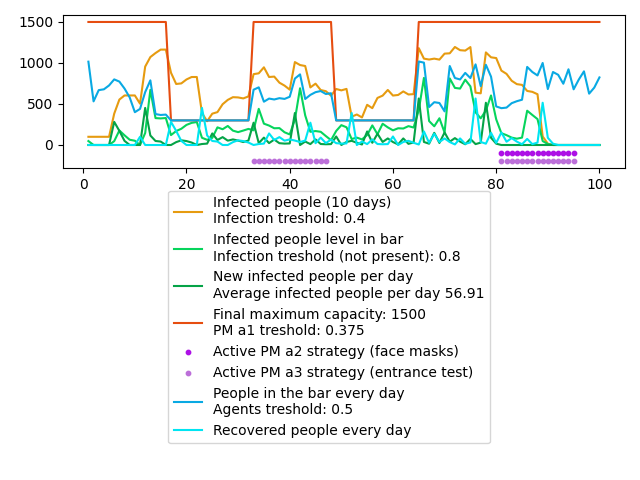 1500
1000
500
0
0
20
40
60
80
100
Infected people (10 days)
Infection treshold: 0.4
Infected people level in bar
Infection treshold (not present): 0.8
New infected people per day
Average infected people per day 56.91
Final maximum capacity: 1500
PM a1 treshold: 0.375
Active PM a2 strategy (face masks)
Active PM a3 strategy (entrance test)
People in the bar every day
Agents treshold: 0.5
Recovered people every day